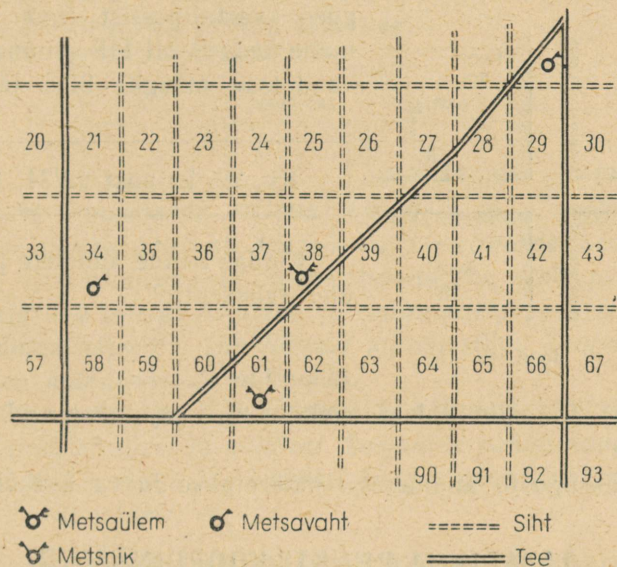 20 21 22 23 24 25 26 27 28 29 30
33 34 35 36 37 38 39 40 41 42 43
57 58 59 60 61 62 63 64 65 66 67
90 91 92 93
Metsaülem Metsavaht Siht
Metsnik Tee